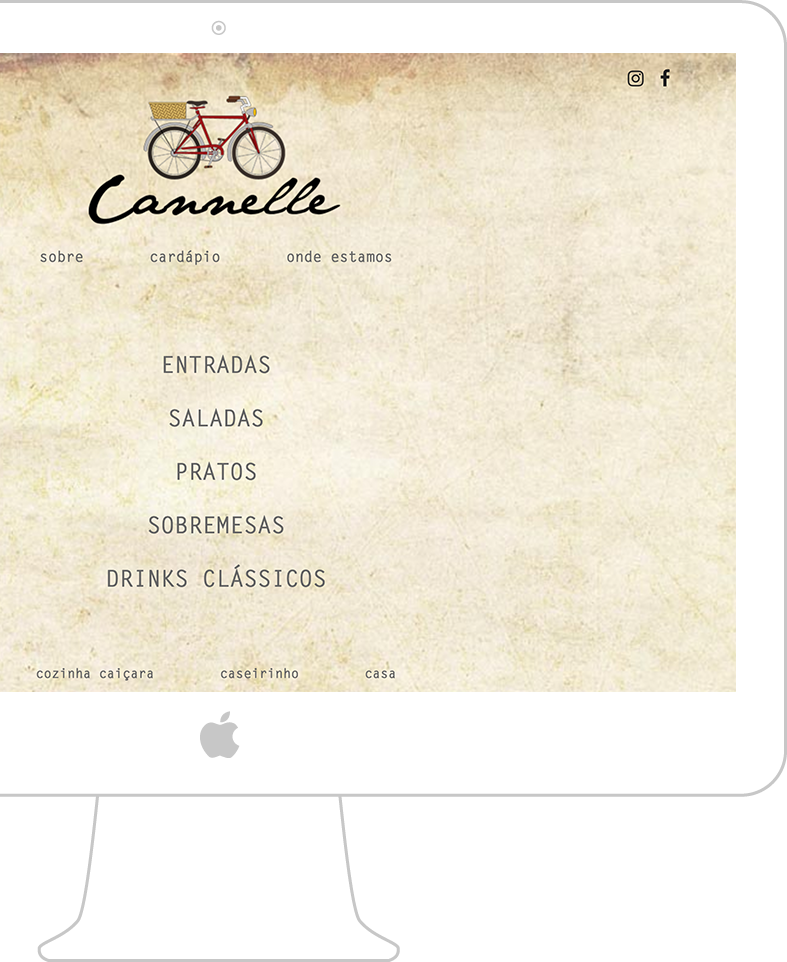 Cannelle
sobre cardápio onde estamos
ENTRADAS
SALADAS
PRATOS
SOBREMESAS
DRINKS CLÁSSICOS
cozinha caiçara caseirinho casa